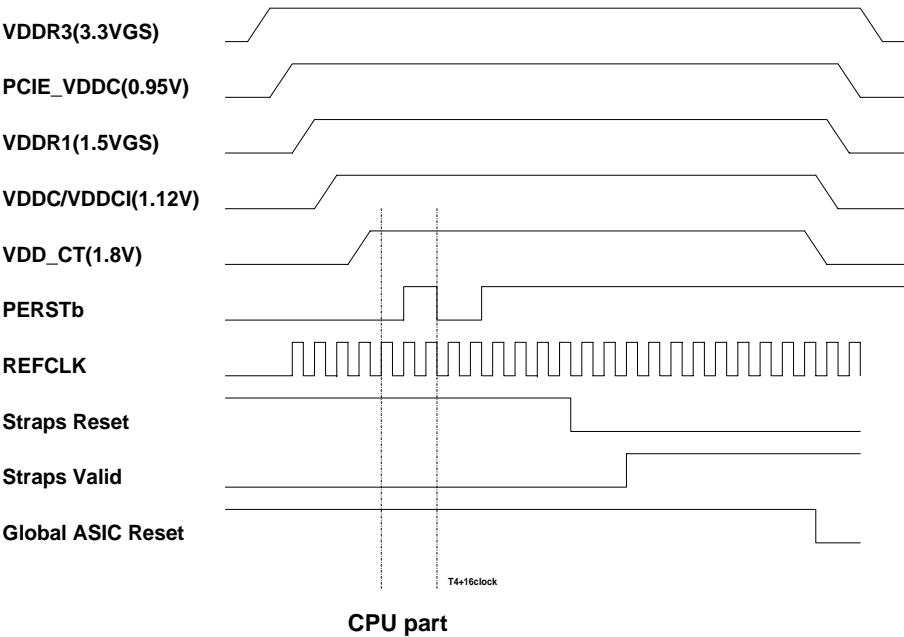 VDDR3(3.3VGS)
PCIE_VDDC(0.95V)
VDDR1(1.5VGS)
VDDC/VDDCI(1.12V)
VDD_CT(1.8V)
PERSTb
REFCLK
Straps Reset
Straps Valid
Global ASIC Reset
T4+16clock
CPU part